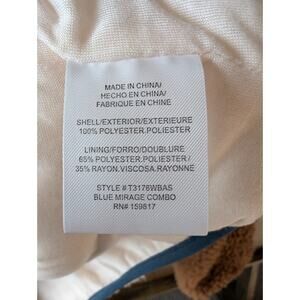 MADE IN CHINA/
HECHO EN CHINA/
FABRIQUE EN CHINE
SHELL/EXTERIOR/EXTERIEURE
100% POLYESTER.POLIESTER
LINING/FORRO/DOUBLURE
65% POLYESTER.POLIESTER/
35% RAYON.VISCOSA.RAYONNE
STYLE # T3176WBAS
BLUE MIRAGE COMBO
RN# 159817